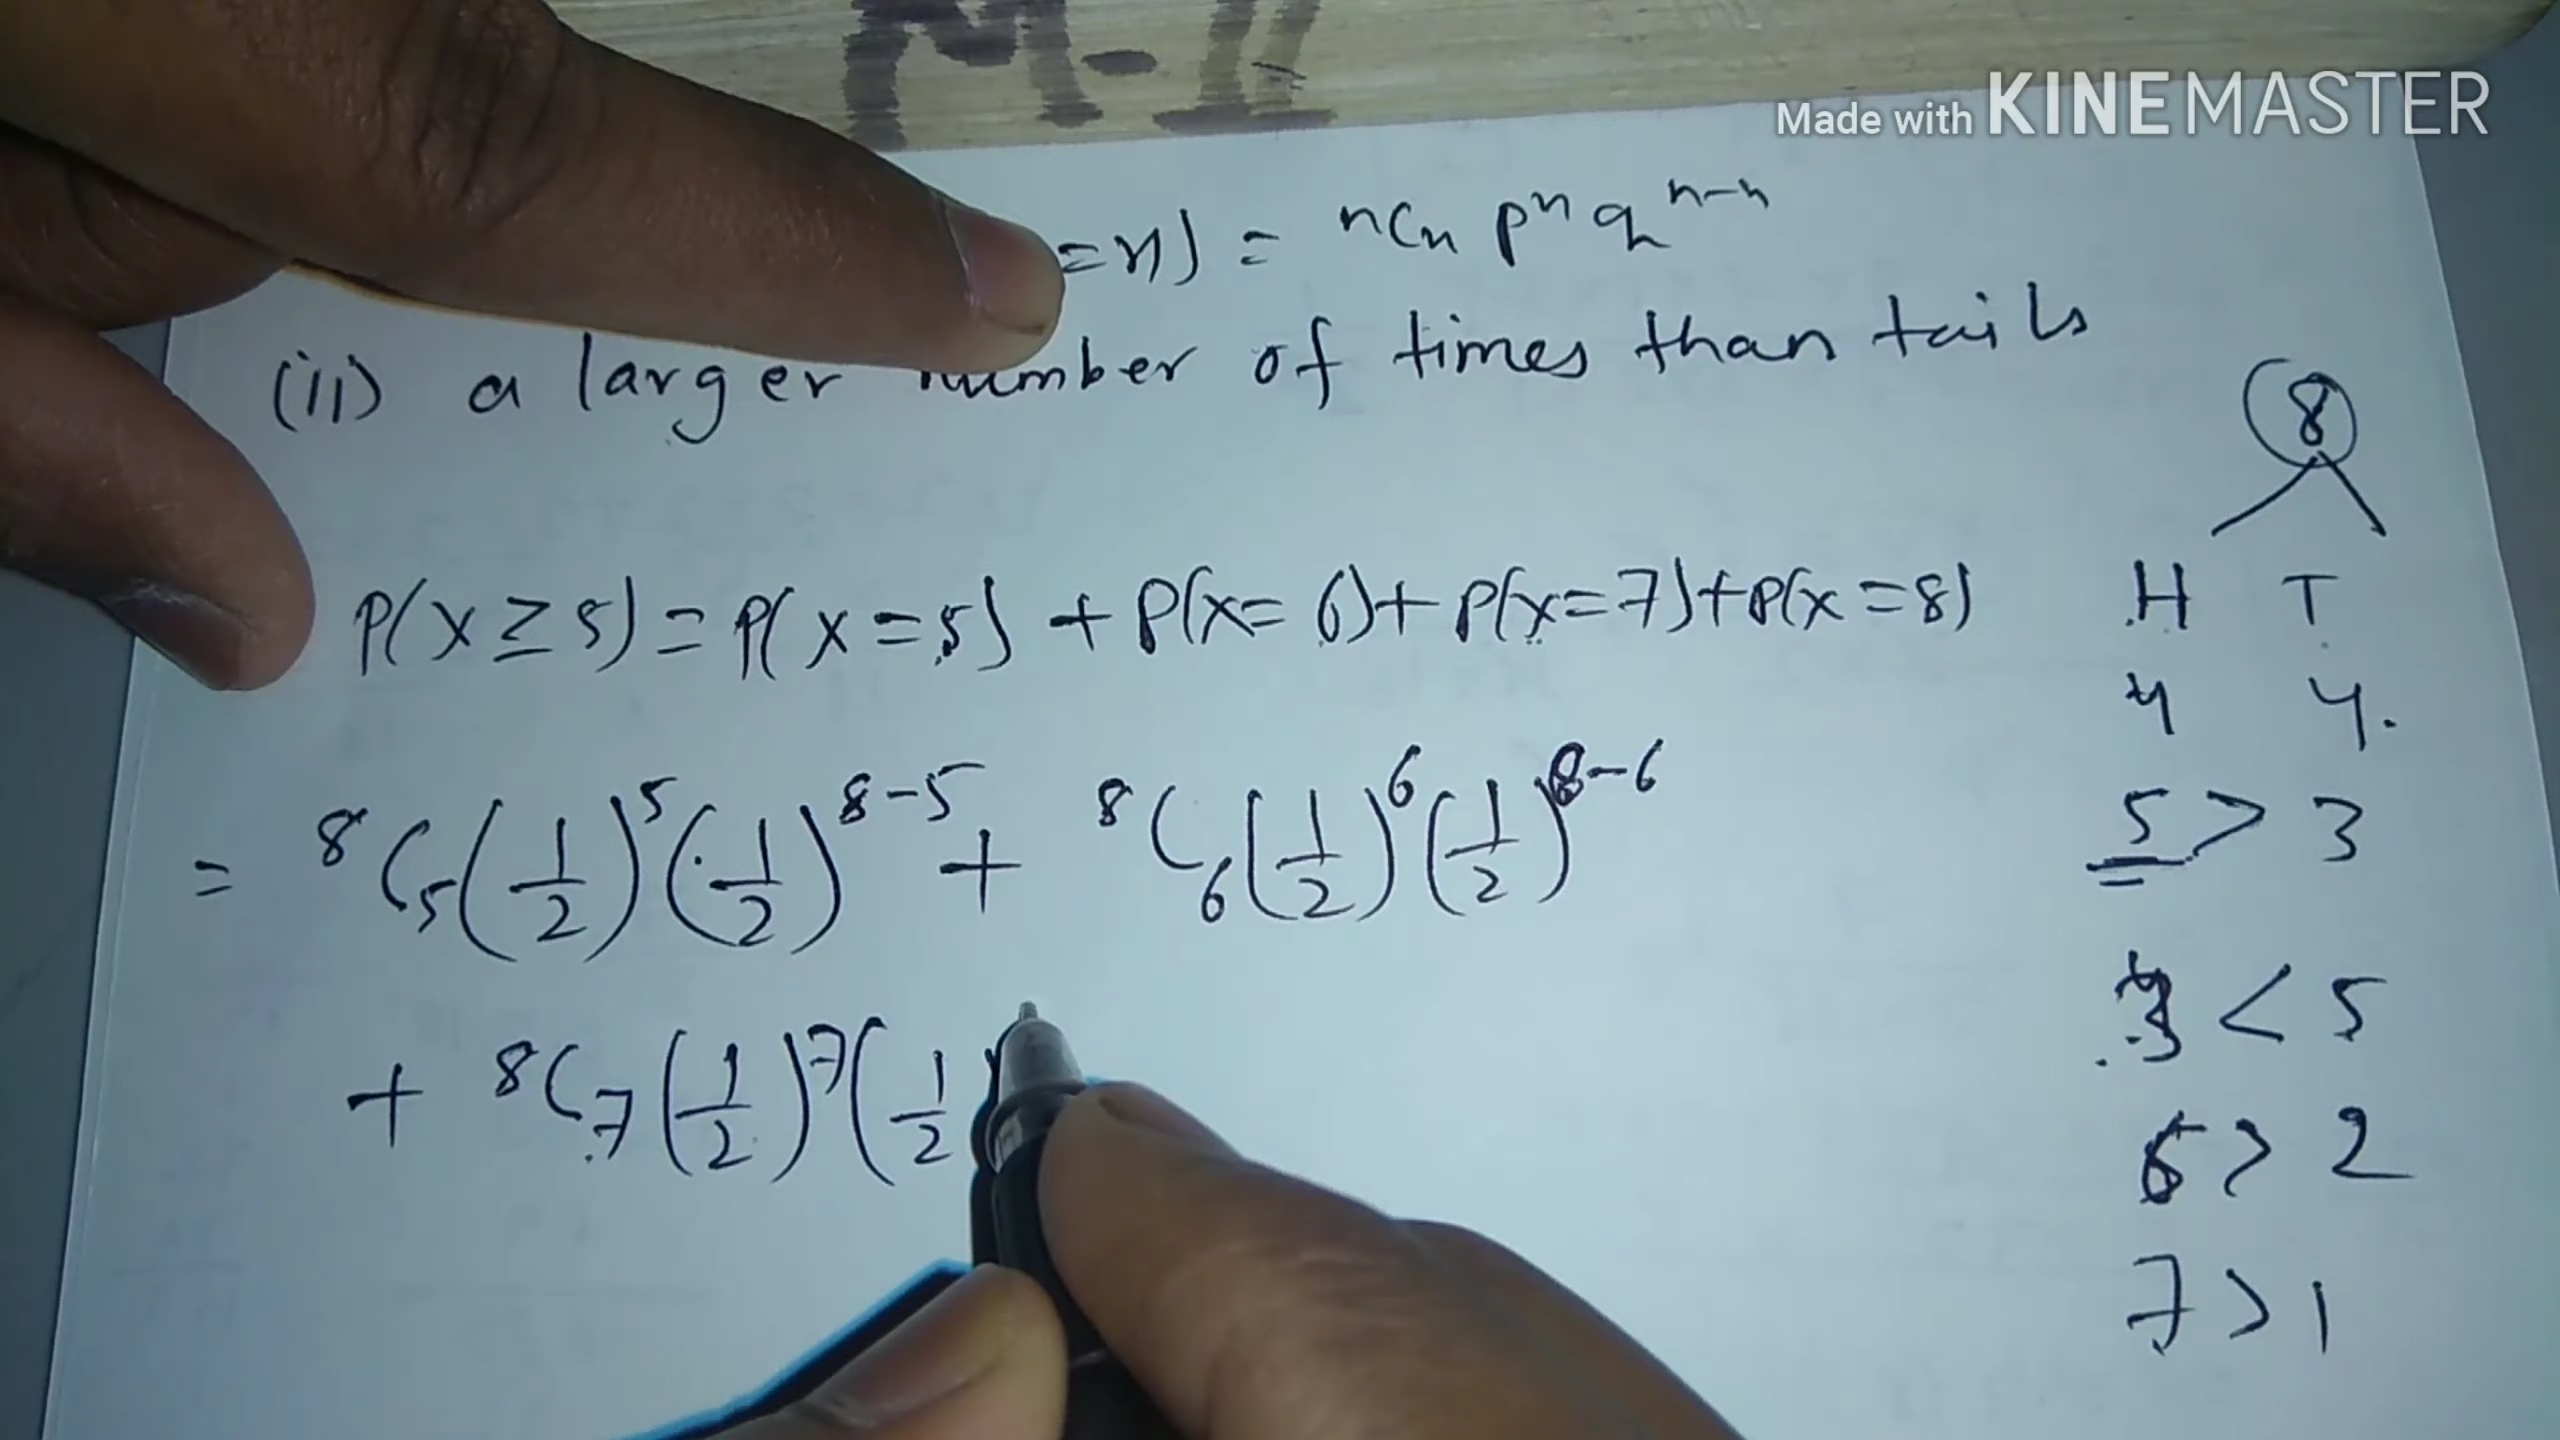 M-II
Made with KINEMASTER
=x) = nCx p^x q^n-x
(ii) a larger number of times than tails
8
P(X ≥ 5) = P(X = 5) + P(X = 6) + P(X = 7) + P(X = 8)
H T
4 4.
= 8C5 (1/2)^5 (1/2)^8-5 + 8C6 (1/2)^6 (1/2)^8-6
5 > 3
3 < 5
+ 8C7 (1/2)^7 (1/2
6 > 2
7 > 1